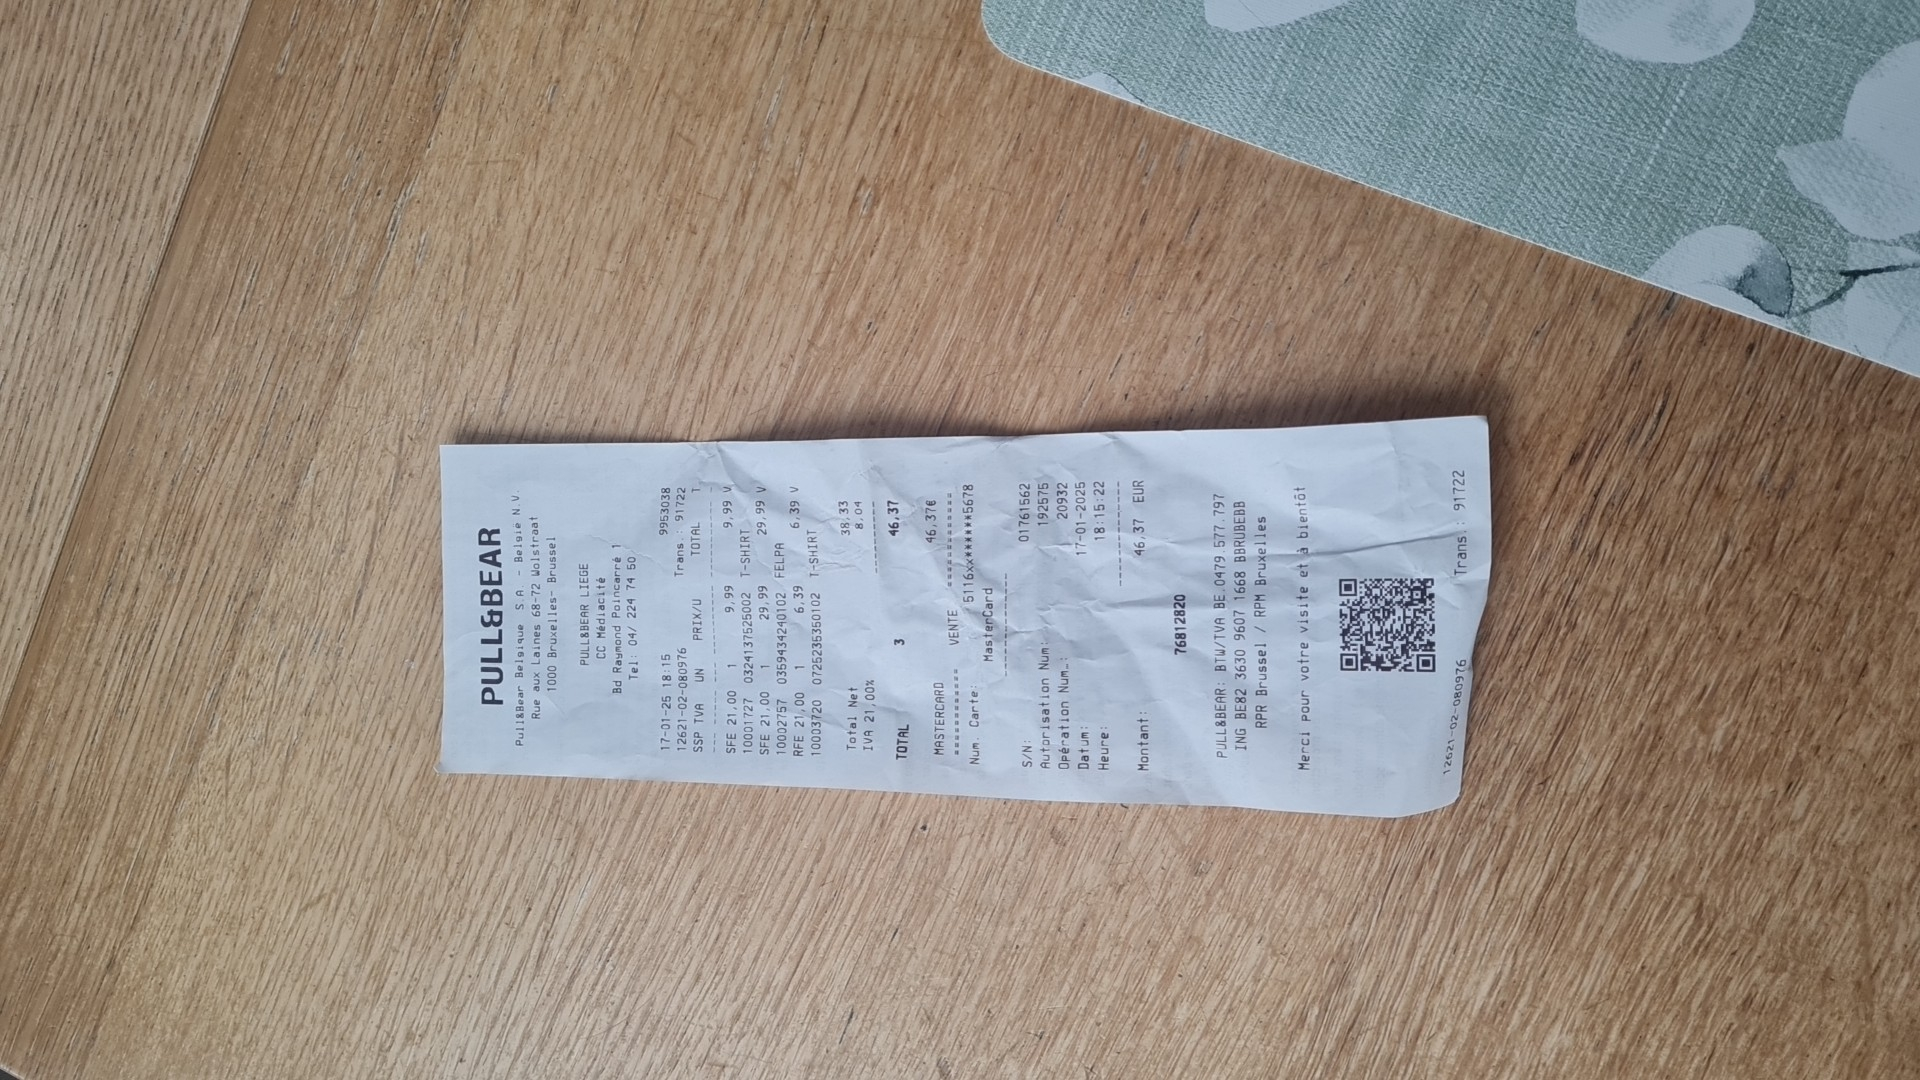 PULL&BEAR
Pull&Bear Belgique S.A - Belgie N.V.
Rue aux Laines 68-72 Wolstraat
1000 Bruxelles- Brussel
PULL&BEAR LIEGE
CC Médiacité
Bd Raymond Poincarré 1
Tel: 04/ 224 74 50
17-01-25 18:15 9953038
12621-02-080976 Trans.: 91722
SSP TVA UN PRIX/U TOTAL T
SFE 21,00 1 9,99 9,99 V
10001727 0324137525002 T-SHIRT
SFE 21,00 1 29,99 29,99 V
10002757 03594324240102 FELPA
RFE 21,00 1 6,39 6,39 V
10003720 07252353501​02 T-SHIRT
Total Net 38,33
IVA 21,00% 8,04
TOTAL 3 46,37
MASTERCARD 46,37€
========== VENTE ==========
Num. Carte: 5116xx******5678
MasterCard
S/N: 01761562
Autorisation Num.: 192575
Opération Num.: 20932
Datum: 17-01-2025
Heure: 18:15:22
Montant: 46,37 EUR
76812820
PULL&BEAR: BTW/TVA BE.0479.577.797
ING BE82 3630 9607 1668 BBRUBEBB
RPR Brussel / RPM Bruxelles
Merci pour votre visite et à bientôt
12621-02-080976 Trans.: 91722